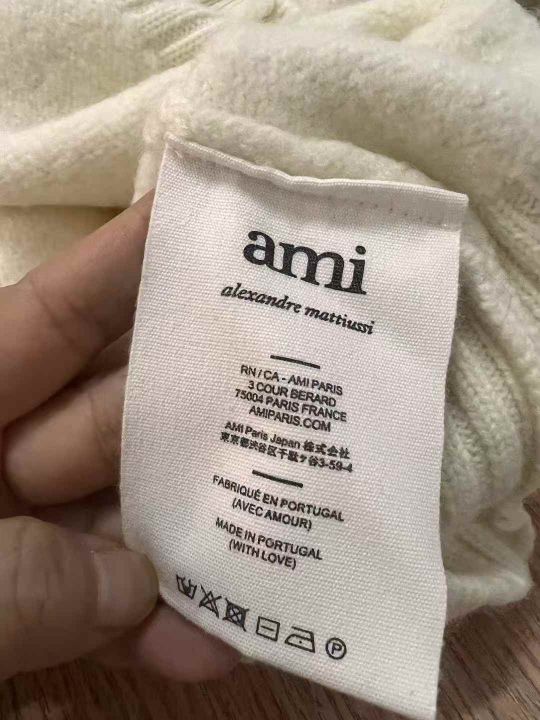 ami
alexandre mattiussi
RN / CA - AMI PARIS
3 COUR BERARD
75004 PARIS FRANCE
AMIPARIS.COM
AMI Paris Japan 株式会社
東京都渋谷区千駄ヶ谷3-59-4
FABRIQUÉ EN PORTUGAL
(AVEC AMOUR)
MADE IN PORTUGAL
(WITH LOVE)
P